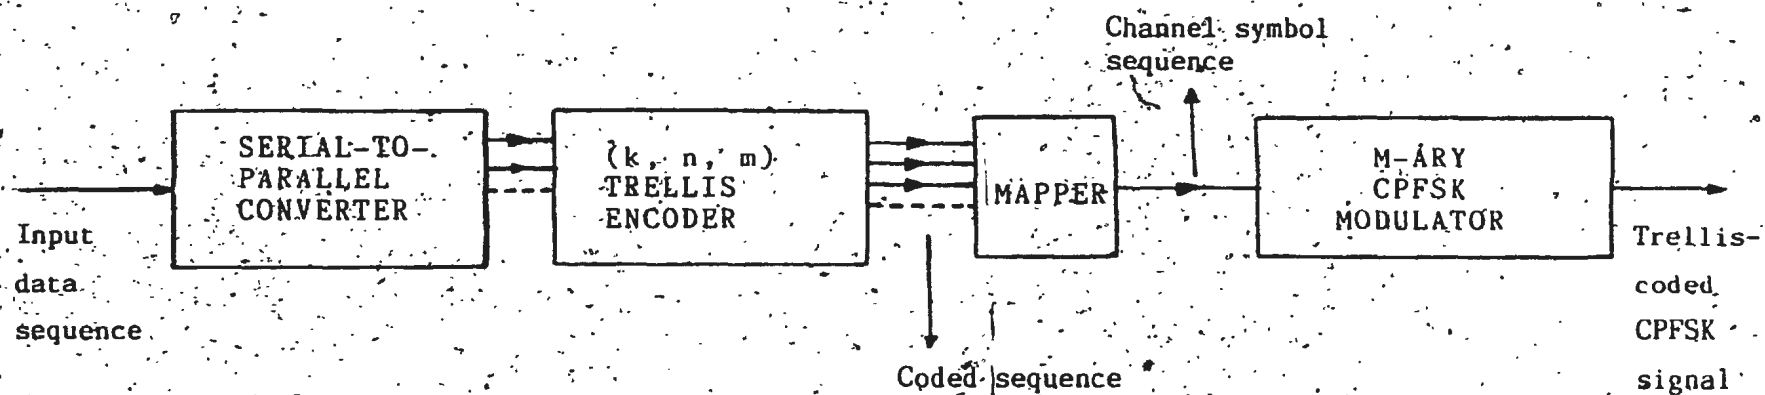 Channel symbol
sequence
SERIAL-TO-
PARALLEL
CONVERTER
(k, n, m)
TRELLIS
ENCODER
MAPPER
M-ARY
CPFSK
MODULATOR
Input
data
sequence
Trellis-
coded
CPFSK
signal
Coded sequence